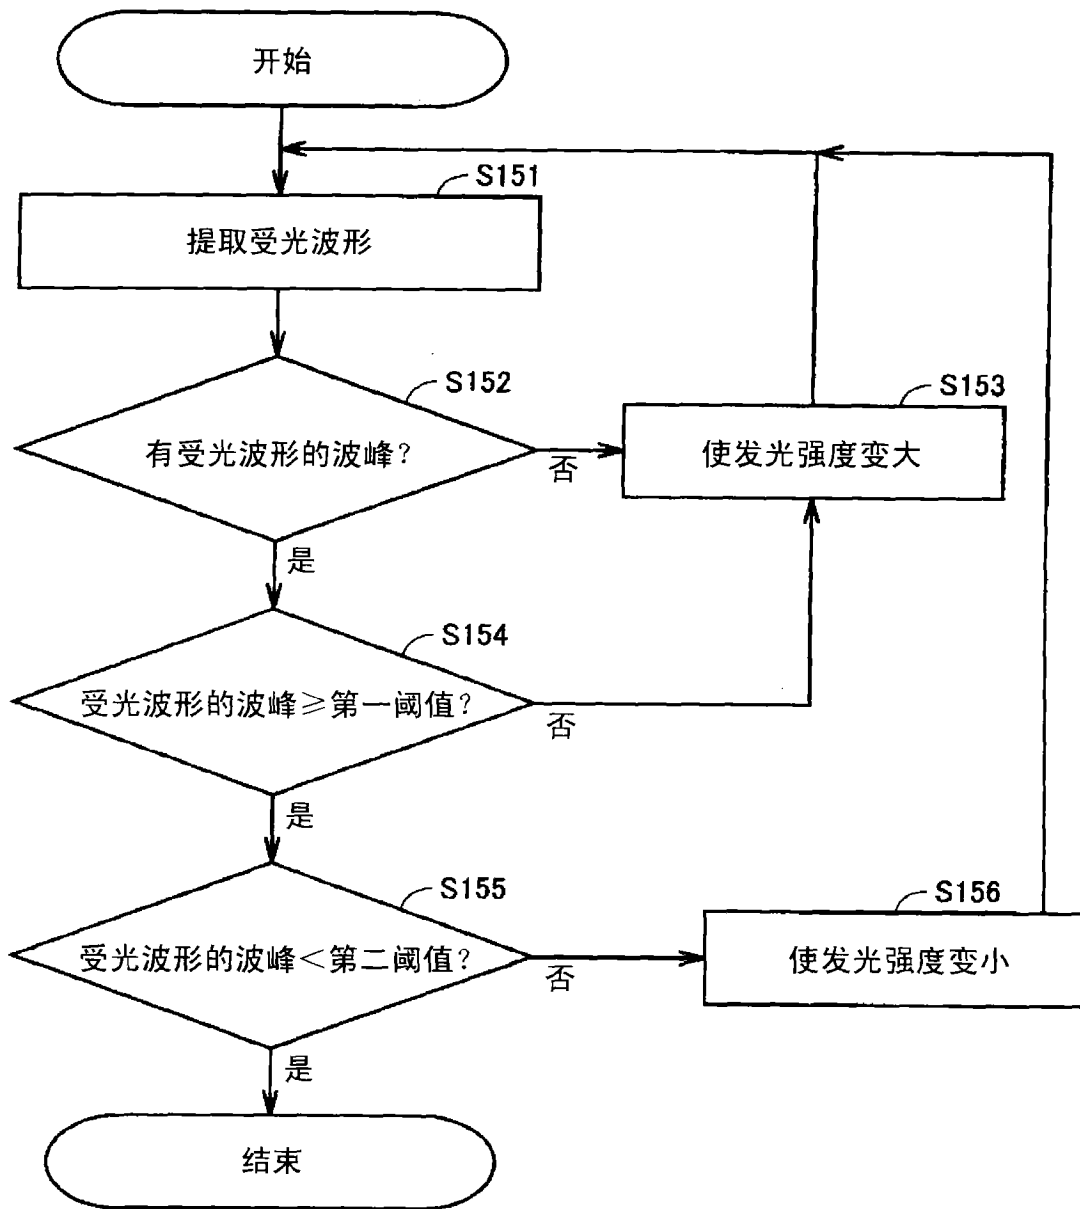 开始
S151
提取受光波形
S152
有受光波形的波峰？
否
S153
使发光强度变大
是
S154
受光波形的波峰≥第一阈值？
否
是
S155
受光波形的波峰＜第二阈值？
否
S156
使发光强度变小
是
结束